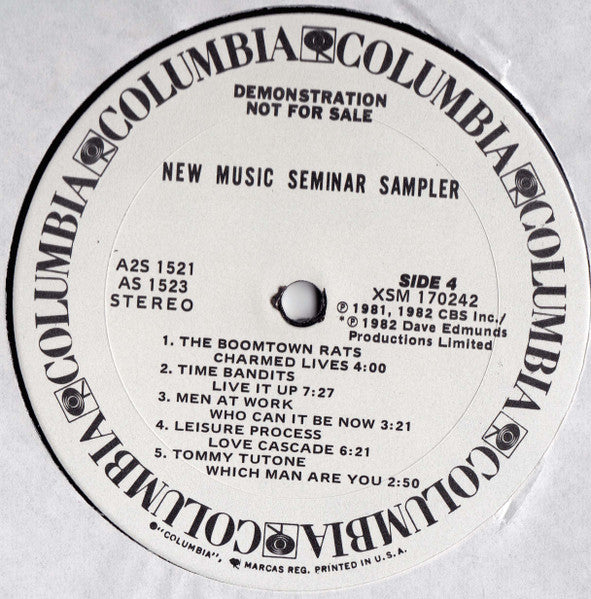 COLUMBIA COLUMBIA COLUMBIA COLUMBIA COLUMBIA COLUMBIA COLUMBIA COLUMBIA
DEMONSTRATION
NOT FOR SALE
NEW MUSIC SEMINAR SAMPLER
A2S 1521
AS 1523
STEREO
SIDE 4
XSM 170242
℗ 1981, 1982 CBS Inc./
*℗ 1982 Dave Edmunds
Productions Limited
1. THE BOOMTOWN RATS
CHARMED LIVES 4:00
2. TIME BANDITS
LIVE IT UP 7:27
3. MEN AT WORK
WHO CAN IT BE NOW 3:21
4. LEISURE PROCESS
LOVE CASCADE 6:21
5. TOMMY TUTONE
WHICH MAN ARE YOU 2:50
"COLUMBIA", MARCAS REG. PRINTED IN U.S.A.